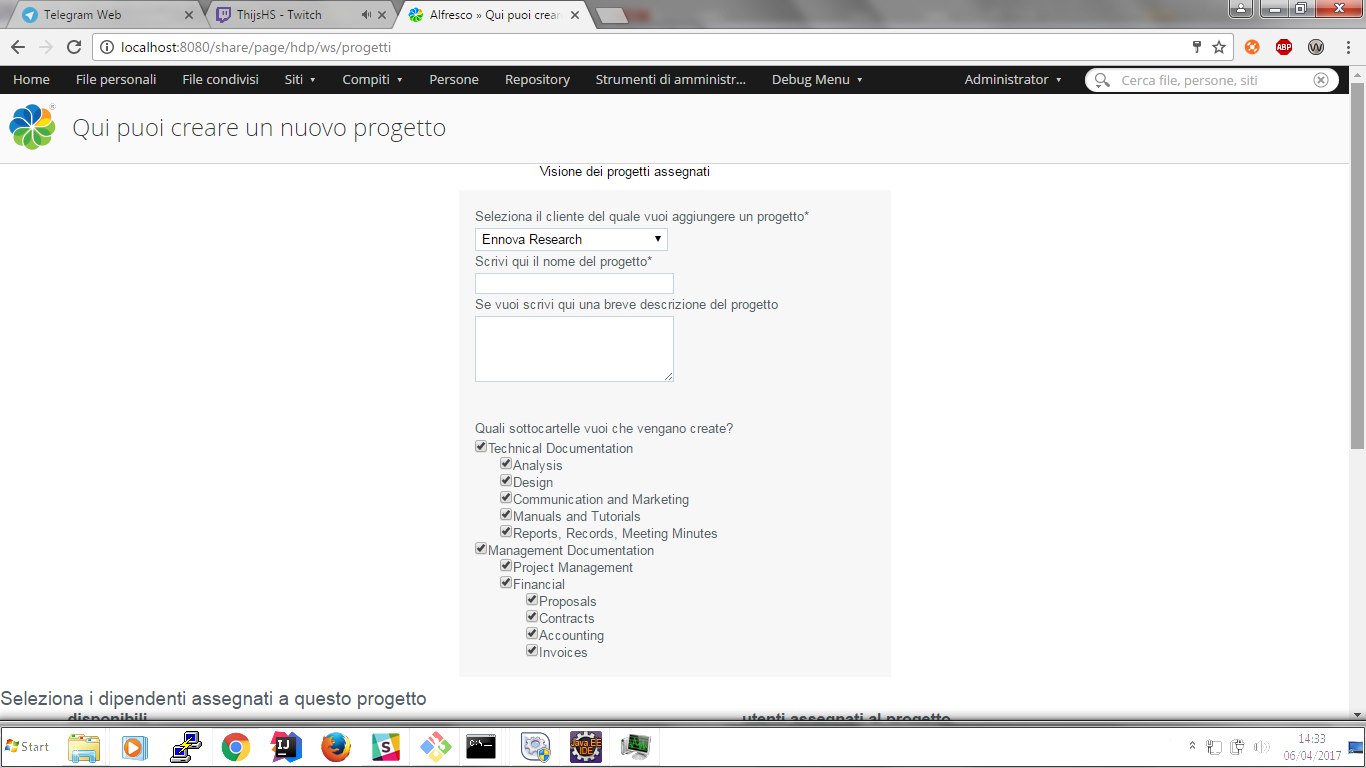 Telegram Web
ThijsHS - Twitch
Alfresco » Qui puoi crear
localhost:8080/share/page/hdp/ws/progetti
ABP
Home File personali File condivisi Siti Compiti Persone Repository Strumenti di amministr... Debug Menu Administrator Cerca file, persone, siti
Qui puoi creare un nuovo progetto
Visione dei progetti assegnati
Seleziona il cliente del quale vuoi aggiungere un progetto*
Ennova Research
Scrivi qui il nome del progetto*
Se vuoi scrivi qui una breve descrizione del progetto
Quali sottocartelle vuoi che vengano create?
Technical Documentation
Analysis
Design
Communication and Marketing
Manuals and Tutorials
Reports, Records, Meeting Minutes
Management Documentation
Project Management
Financial
Proposals
Contracts
Accounting
Invoices
Seleziona i dipendenti assegnati a questo progetto
disponibili utenti assegnati al progetto
Start
IJ
C:\_
Java EE
IDE
14:33
06/04/2017